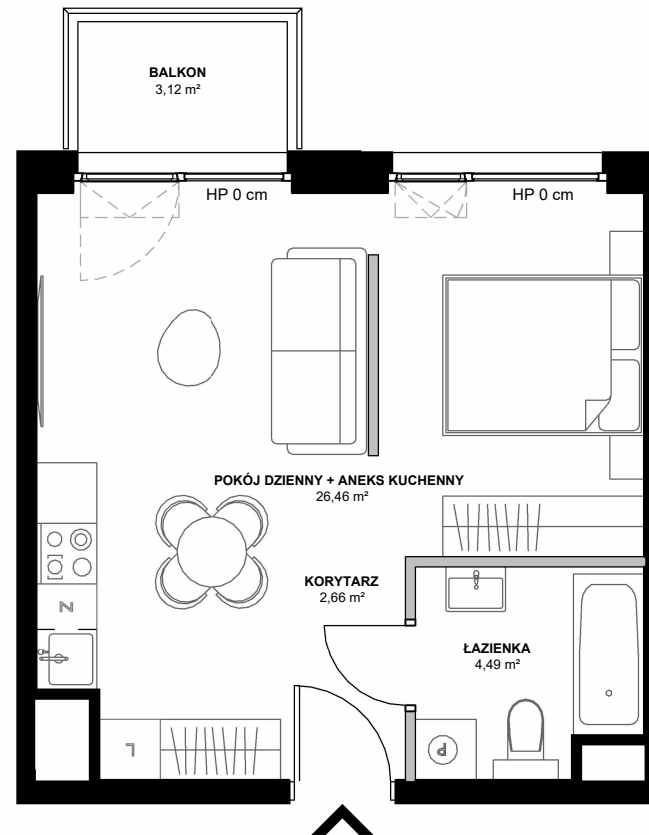 BALKON
3,12 m²
HP 0 cm
HP 0 cm
POKÓJ DZIENNY + ANEKS KUCHENNY
26,46 m²
KORYTARZ
2,66 m²
ŁAZIENKA
4,49 m²
Z
L
P